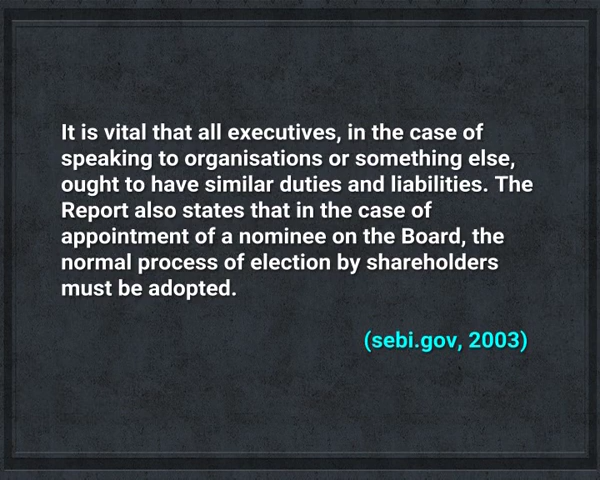 It is vital that all executives, in the case of
speaking to organisations or something else,
ought to have similar duties and liabilities. The
Report also states that in the case of
appointment of a nominee on the Board, the
normal process of election by shareholders
must be adopted.
(sebi.gov, 2003)